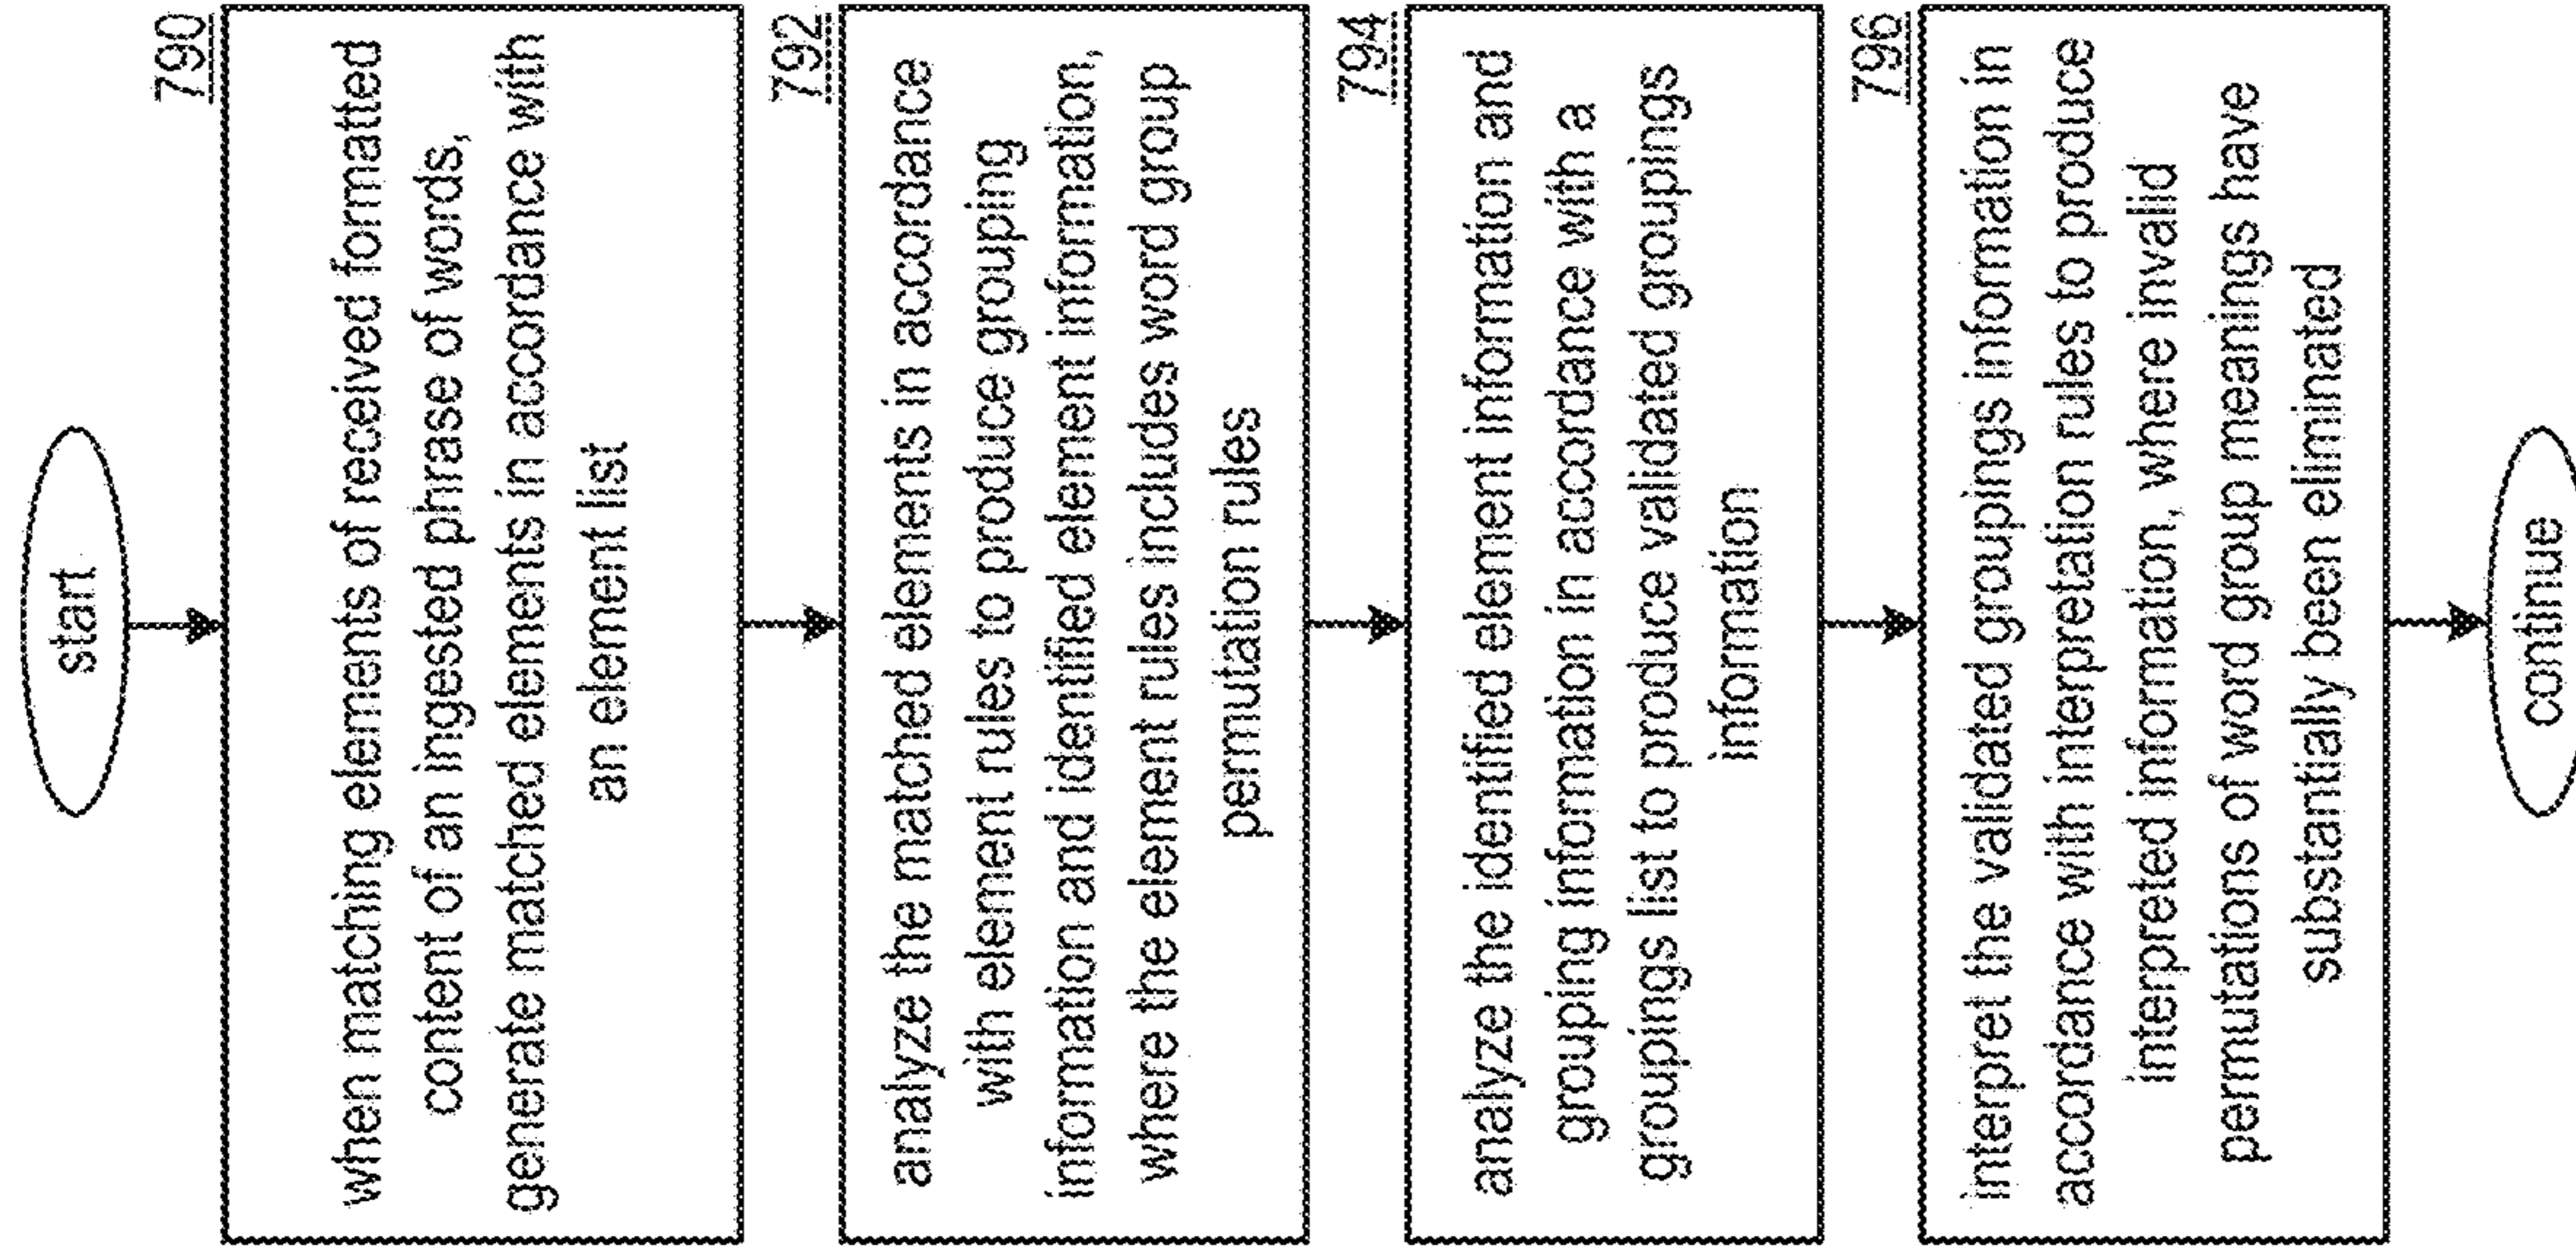 start
790
when matching elements of received formatted
content of an ingested phrase of words,
generate matched elements in accordance with
an element list
792
analyze the matched elements in accordance
with element rules to produce grouping
information and identified element information,
where the element rules includes word group
permutation rules
794
analyze the identified element information and
grouping information in accordance with a
groupings list to produce validated groupings
information
796
interpret the validated groupings information in
accordance with interpretation rules to produce
interpreted information, where invalid
permutations of word group meanings have
substantially been eliminated
continue